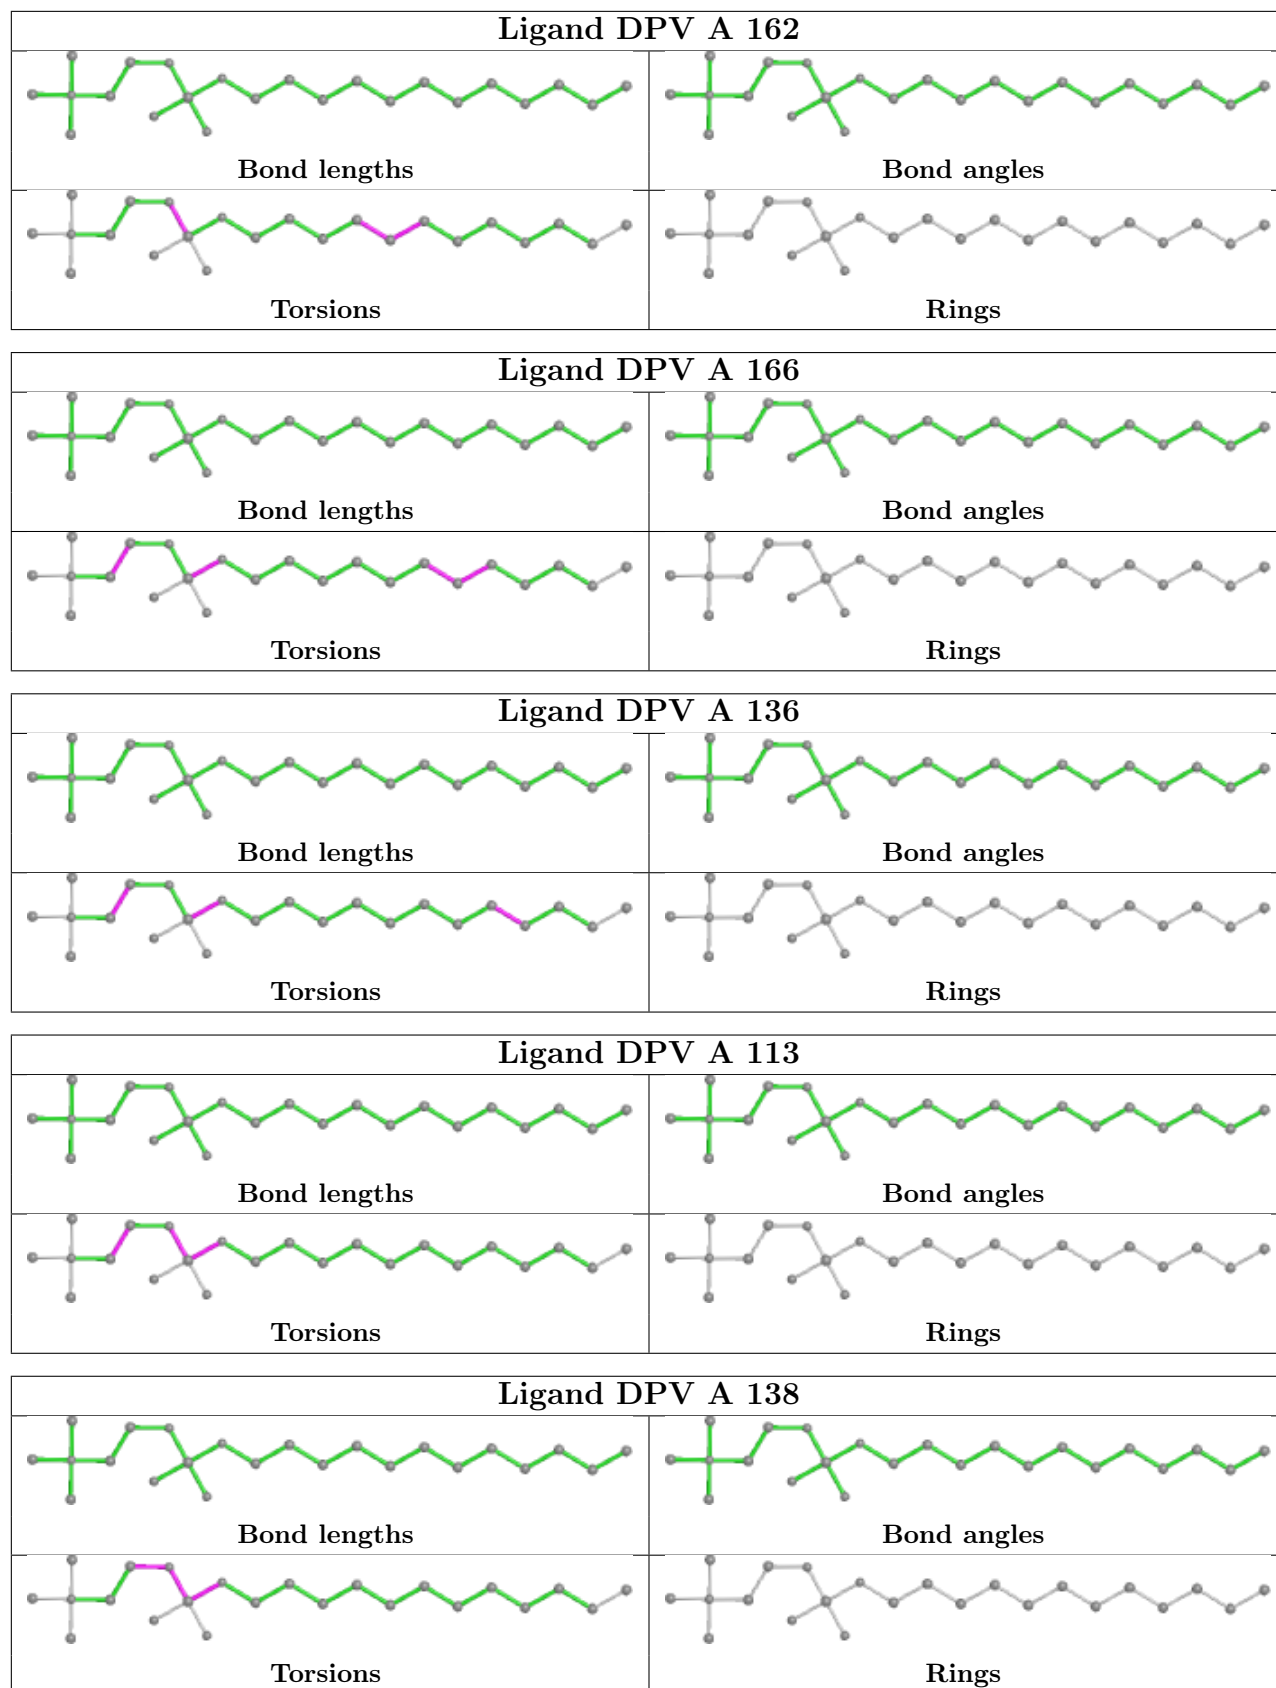 Ligand DPV A 162
Bond lengths
Bond angles
Torsions
Rings
Ligand DPV A 166
Bond lengths
Bond angles
Torsions
Rings
Ligand DPV A 136
Bond lengths
Bond angles
Torsions
Rings
Ligand DPV A 113
Bond lengths
Bond angles
Torsions
Rings
Ligand DPV A 138
Bond lengths
Bond angles
Torsions
Rings